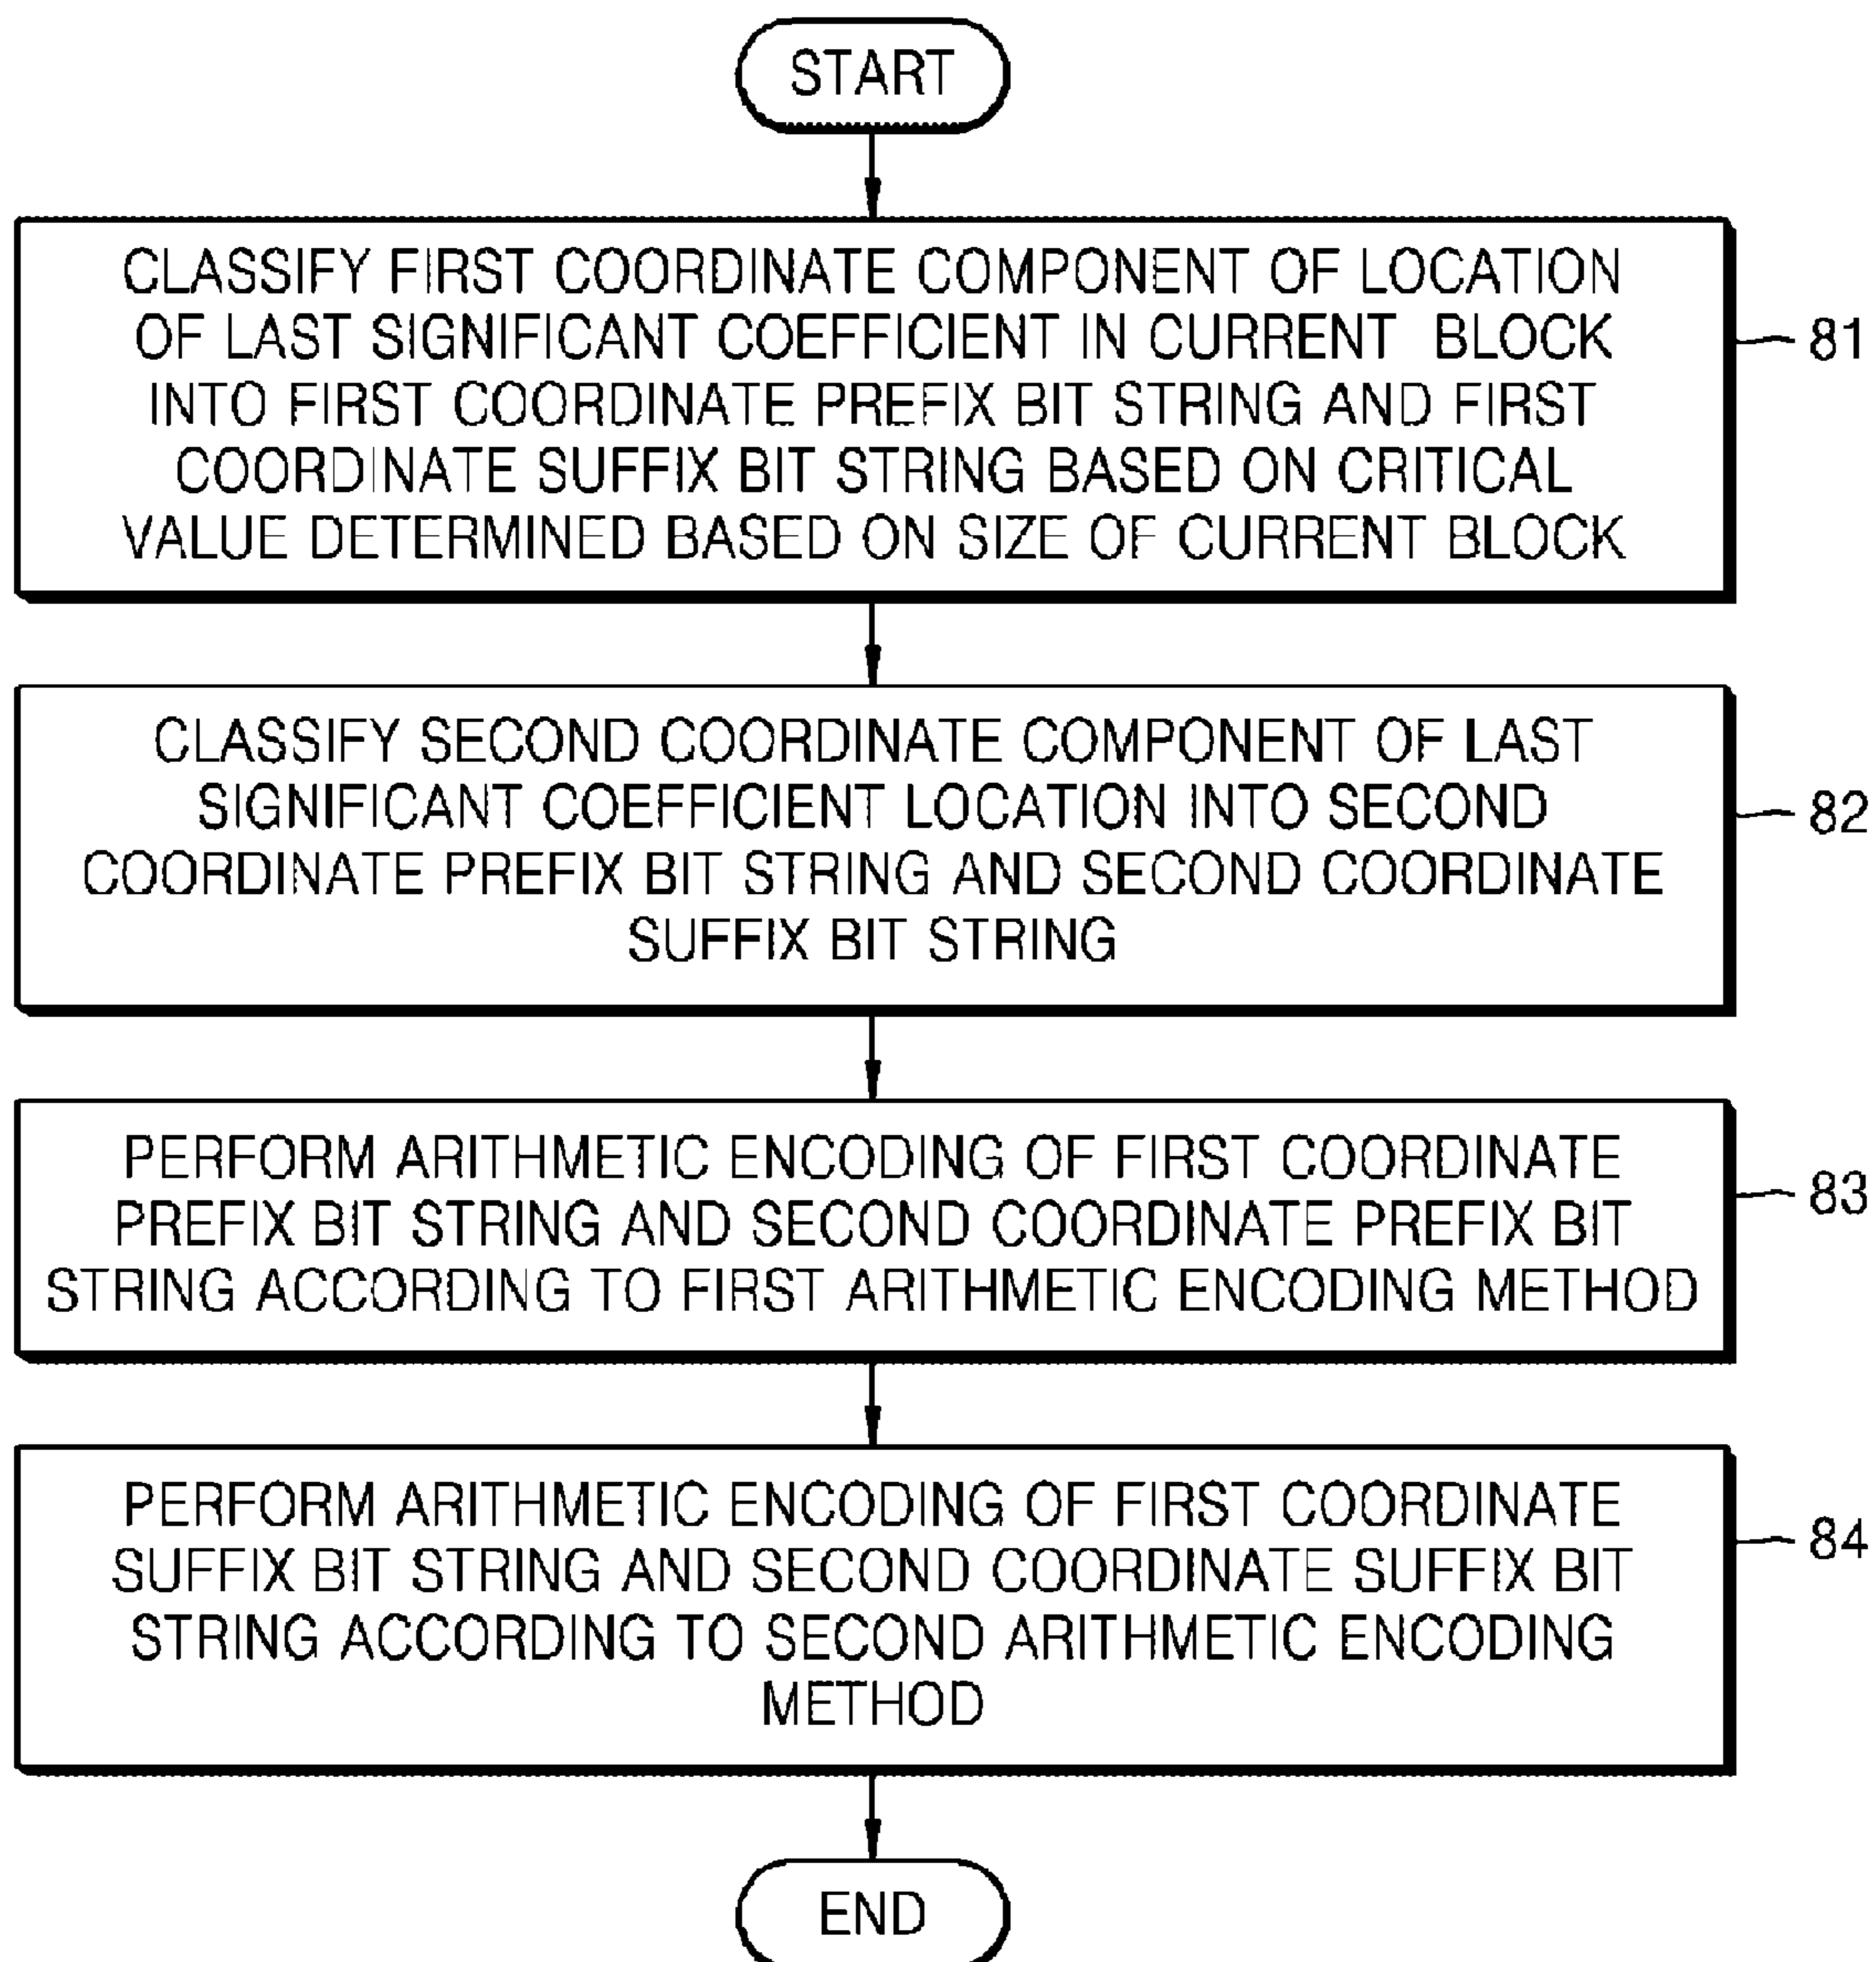 START
CLASSIFY FIRST COORDINATE COMPONENT OF LOCATION
OF LAST SIGNIFICANT COEFFICIENT IN CURRENT BLOCK
INTO FIRST COORDINATE PREFIX BIT STRING AND FIRST
COORDINATE SUFFIX BIT STRING BASED ON CRITICAL
VALUE DETERMINED BASED ON SIZE OF CURRENT BLOCK
81
CLASSIFY SECOND COORDINATE COMPONENT OF LAST
SIGNIFICANT COEFFICIENT LOCATION INTO SECOND
COORDINATE PREFIX BIT STRING AND SECOND COORDINATE
SUFFIX BIT STRING
82
PERFORM ARITHMETIC ENCODING OF FIRST COORDINATE
PREFIX BIT STRING AND SECOND COORDINATE PREFIX BIT
STRING ACCORDING TO FIRST ARITHMETIC ENCODING METHOD
83
PERFORM ARITHMETIC ENCODING OF FIRST COORDINATE
SUFFIX BIT STRING AND SECOND COORDINATE SUFFIX BIT
STRING ACCORDING TO SECOND ARITHMETIC ENCODING
METHOD
84
END